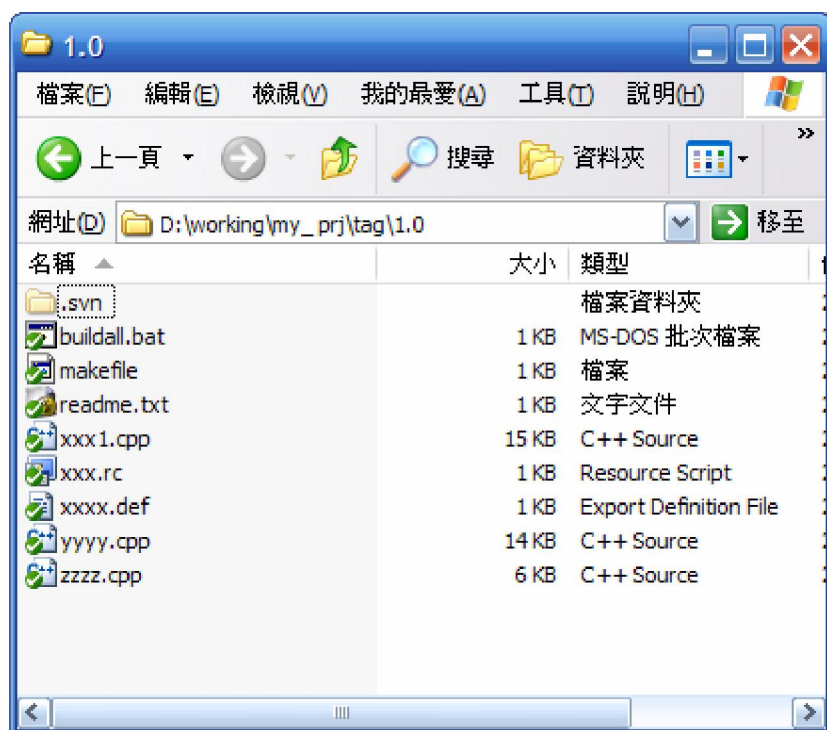 1.0
檔案(F) 編輯(E) 檢視(V) 我的最愛(A) 工具(T) 說明(H)
上一頁 搜尋 資料夾 »
網址(D) D:\working\my_prj\tag\1.0 移至
名稱 大小 類型
.svn 檔案資料夾
buildall.bat 1 KB MS-DOS 批次檔案
makefile 1 KB 檔案
readme.txt 1 KB 文字文件
xxx1.cpp 15 KB C++ Source
xxx.rc 1 KB Resource Script
xxxx.def 1 KB Export Definition File
yyyy.cpp 14 KB C++ Source
zzzz.cpp 6 KB C++ Source